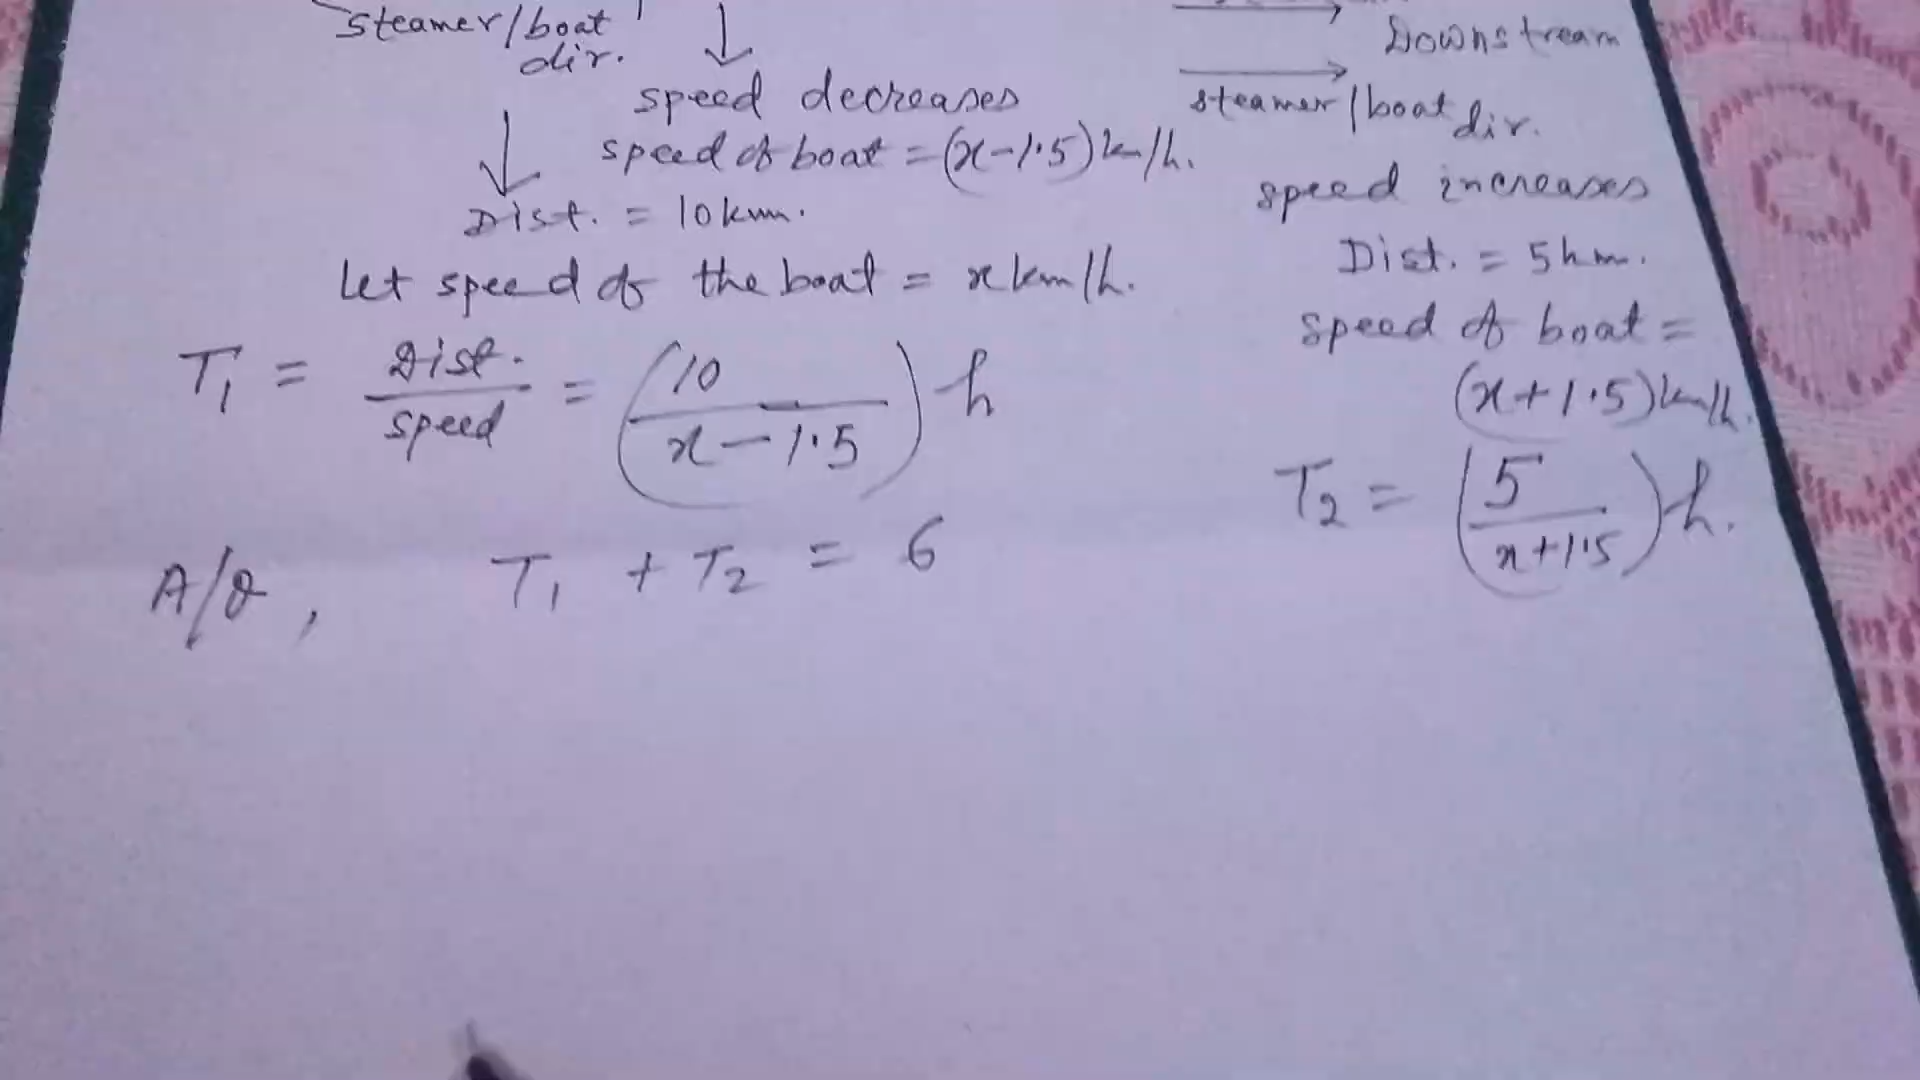 steamer/boat
dir.
speed decreases
speed of boat = (x-1.5) km/h.
Dist. = 10 km.
Let speed of the boat = x km/h.
T₁ = Dist./speed = (10/(x-1.5)) h
A/Q, T₁ + T₂ = 6
Downstream
steamer/boat dir.
speed increases
Dist. = 5 km.
speed of boat =
(x+1.5) km/h.
T₂ = (5/(x+1.5)) h.